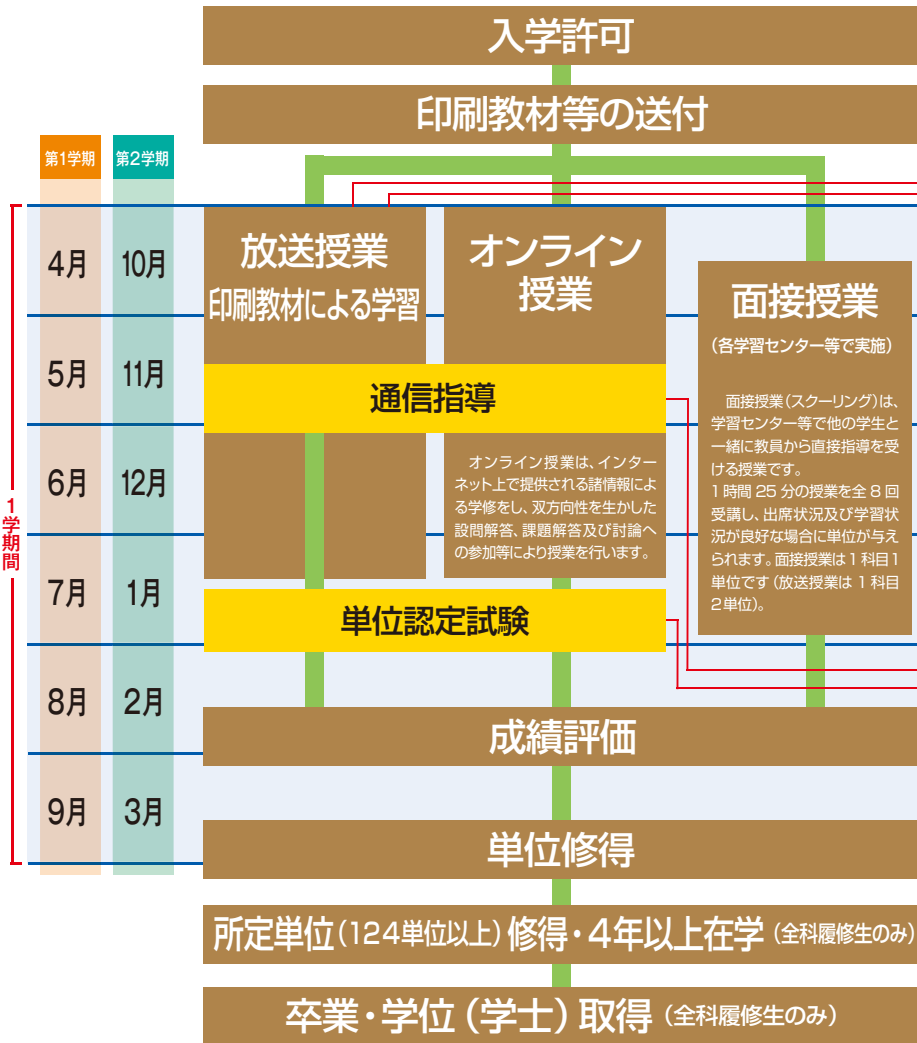 入学許可
印刷教材等の送付
第1学期
第2学期
1学期間
4月
10月
5月
11月
6月
12月
7月
1月
8月
2月
9月
3月
放送授業
印刷教材による学習
オンライン
授業
面接授業
(各学習センター等で実施)
面接授業(スクーリング)は、
学習センター等で他の学生と
一緒に教員から直接指導を受
ける授業です。
1時間25分の授業を全8回
受講し、出席状況及び学習状
況が良好な場合に単位が与え
られます。面接授業は1科目1
単位です(放送授業は1科目
2単位)。
通信指導
オンライン授業は、インター
ネット上で提供される諸情報によ
る学修をし、双方向性を生かした
設問解答、課題解答及び討論へ
の参加等により授業を行います。
単位認定試験
成績評価
単位修得
所定単位(124単位以上)修得・4年以上在学(全科履修生のみ)
卒業・学位(学士)取得(全科履修生のみ)